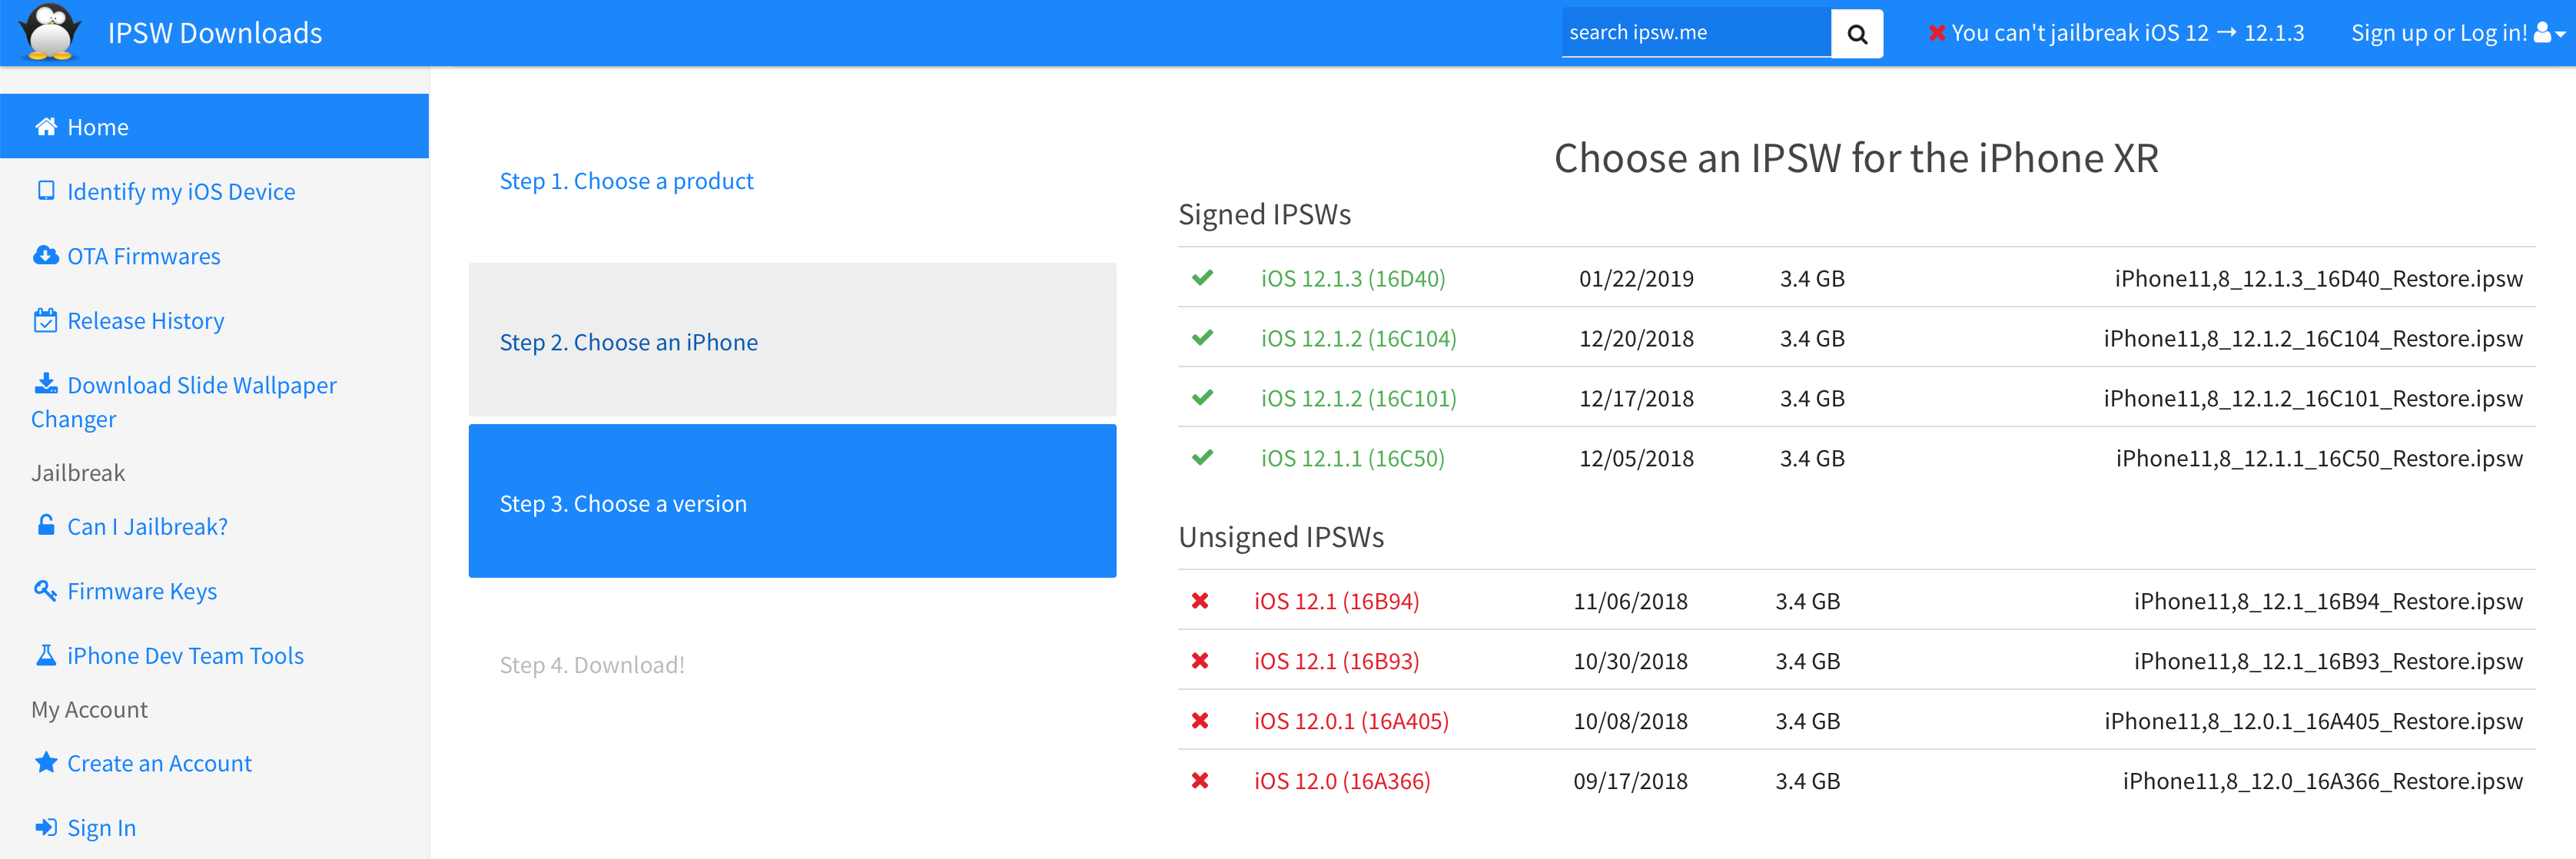 IPSW Downloads
search ipsw.me
You can't jailbreak iOS 12 → 12.1.3
Sign up or Log in!
Home
Identify my iOS Device
OTA Firmwares
Release History
Download Slide Wallpaper
Changer
Jailbreak
Can I Jailbreak?
Firmware Keys
iPhone Dev Team Tools
My Account
Create an Account
Sign In
Step 1. Choose a product
Step 2. Choose an iPhone
Step 3. Choose a version
Step 4. Download!
Choose an IPSW for the iPhone XR
Signed IPSWs
iOS 12.1.3 (16D40) 01/22/2019 3.4 GB iPhone11,8_12.1.3_16D40_Restore.ipsw
iOS 12.1.2 (16C104) 12/20/2018 3.4 GB iPhone11,8_12.1.2_16C104_Restore.ipsw
iOS 12.1.2 (16C101) 12/17/2018 3.4 GB iPhone11,8_12.1.2_16C101_Restore.ipsw
iOS 12.1.1 (16C50) 12/05/2018 3.4 GB iPhone11,8_12.1.1_16C50_Restore.ipsw
Unsigned IPSWs
iOS 12.1 (16B94) 11/06/2018 3.4 GB iPhone11,8_12.1_16B94_Restore.ipsw
iOS 12.1 (16B93) 10/30/2018 3.4 GB iPhone11,8_12.1_16B93_Restore.ipsw
iOS 12.0.1 (16A405) 10/08/2018 3.4 GB iPhone11,8_12.0.1_16A405_Restore.ipsw
iOS 12.0 (16A366) 09/17/2018 3.4 GB iPhone11,8_12.0_16A366_Restore.ipsw